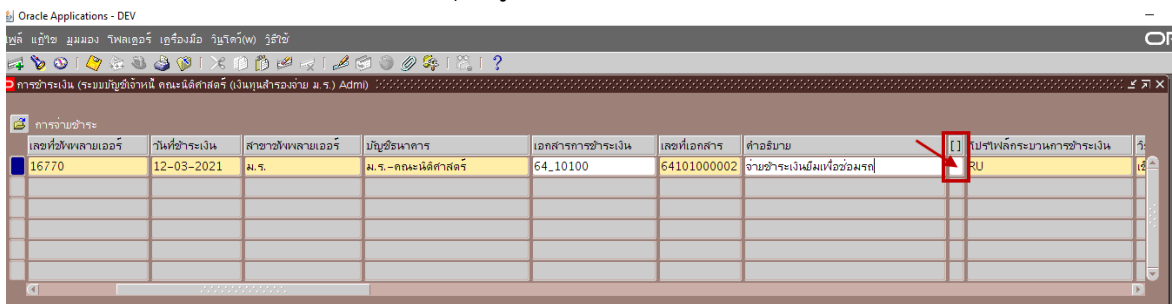 Oracle Applications - DEV
แก้ไข มุมมอง โฟลเดอร์ เครื่องมือ วินโดว์(w) วิธีใช้
การชำระเงิน (ระบบบัญชีเจ้าหนี้ คณะนิติศาสตร์ (เงินทุนสำรองจ่าย ม.ร.) Admi)
การจ่ายชำระ
เลขที่ซัพพลายเออร์ วันที่ชำระเงิน สาขาซัพพลายเออร์ บัญชีธนาคาร เอกสารการชำระเงิน เลขที่เอกสาร คำอธิบาย [ ] โปรไฟล์กระบวนการชำระเงิน
16770 12-03-2021 ม.ร. ม.ร.-คณะนิติศาสตร์ 64_10100 64101000002 จ่ายชำระเงินยืมเพื่อซ่อมรถ RU